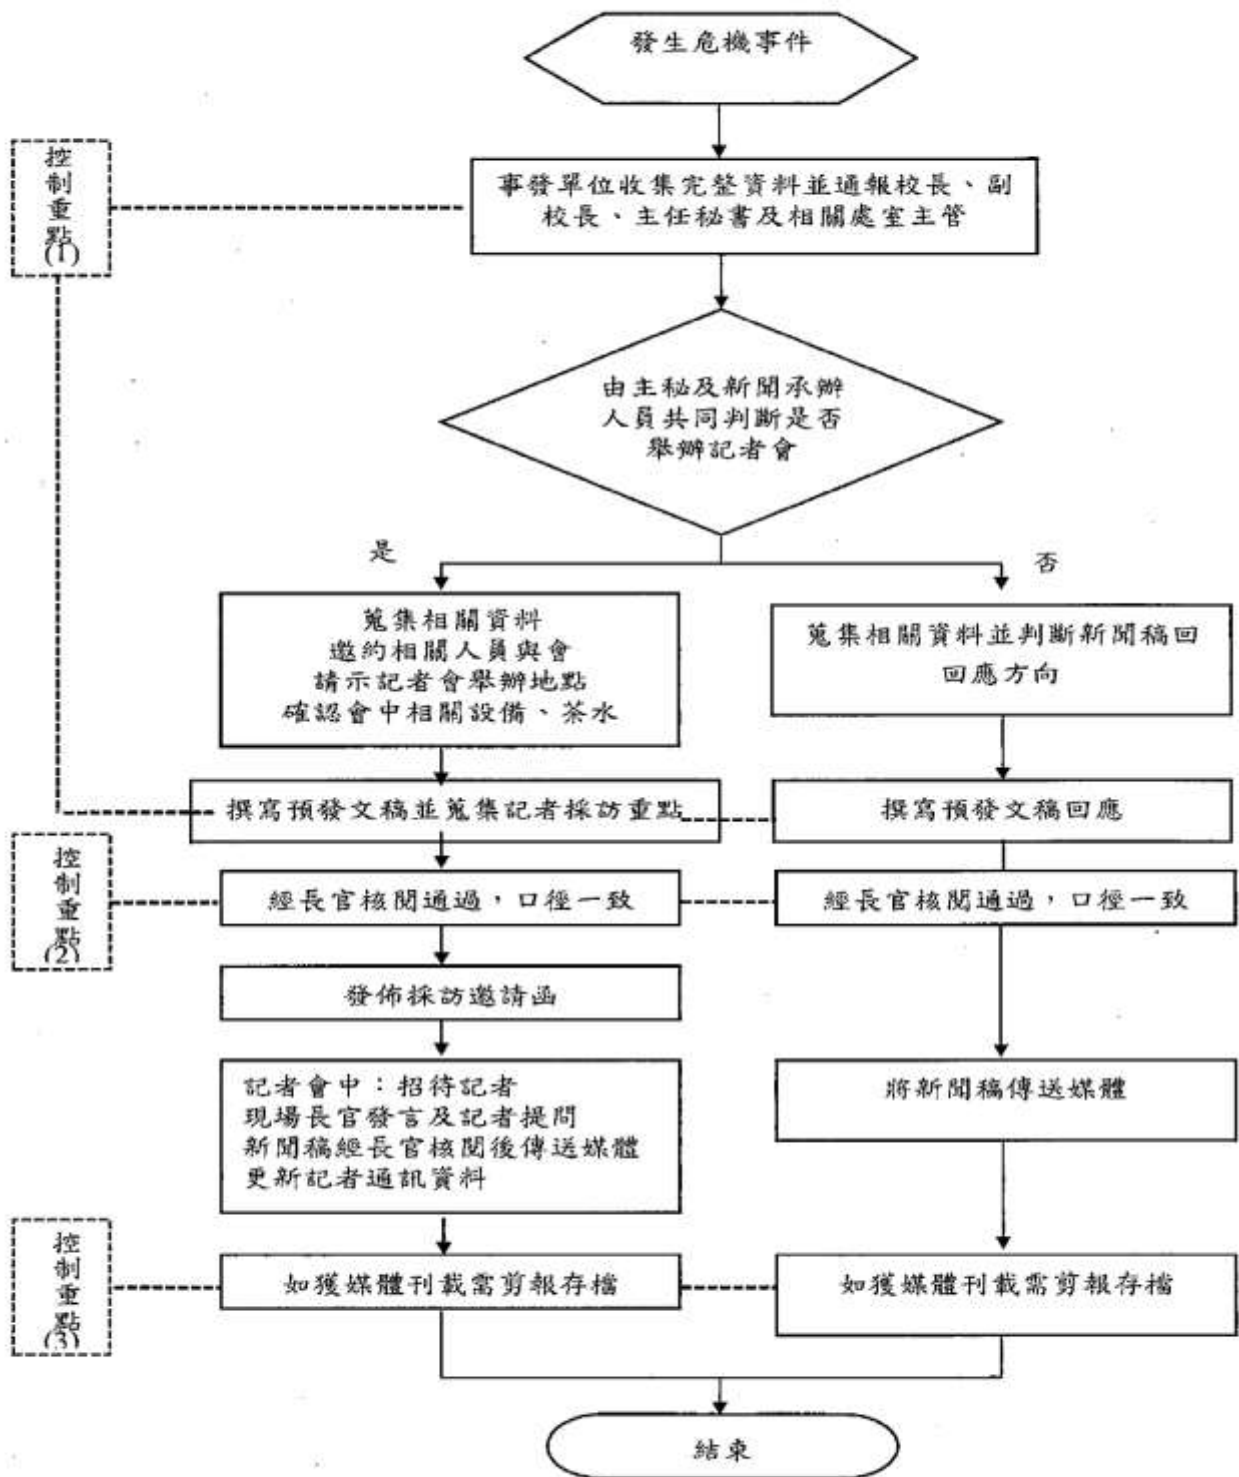 發生危機事件
控
制
重
點
(1)
事發單位收集完整資料並通報校長、副
校長、主任秘書及相關處室主管
由主秘及新聞承辦
人員共同判斷是否
舉辦記者會
是
否
蒐集相關資料
邀約相關人員與會
請示記者會舉辦地點
確認會中相關設備、茶水
蒐集相關資料並判斷新聞稿回
回應方向
撰寫預發文稿並蒐集記者採訪重點
撰寫預發文稿回應
控
制
重
點
(2)
經長官核閱通過，口徑一致
經長官核閱通過，口徑一致
發佈採訪邀請函
記者會中：招待記者
現場長官發言及記者提問
新聞稿經長官核閱後傳送媒體
更新記者通訊資料
將新聞稿傳送媒體
控
制
重
點
(3)
如獲媒體刊載需剪報存檔
如獲媒體刊載需剪報存檔
結束